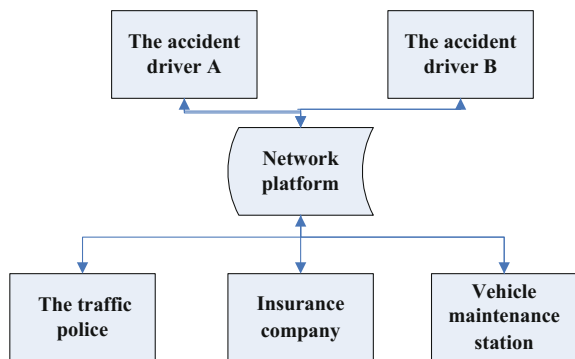 The accident
driver A
The accident
driver B
Network
platform
The traffic
police
Insurance
company
Vehicle
maintenance
station